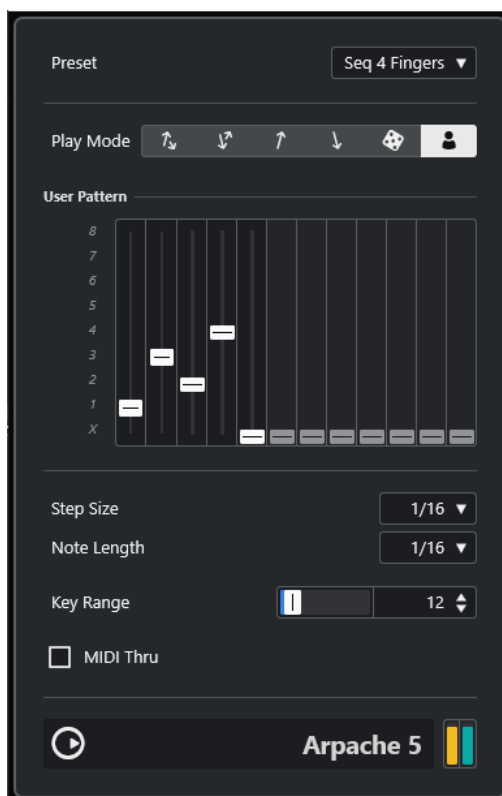 Preset
Seq 4 Fingers
Play Mode
User Pattern
8
7
6
5
4
3
2
1
X
Step Size
1/16
Note Length
1/16
Key Range
12
MIDI Thru
Arpache 5